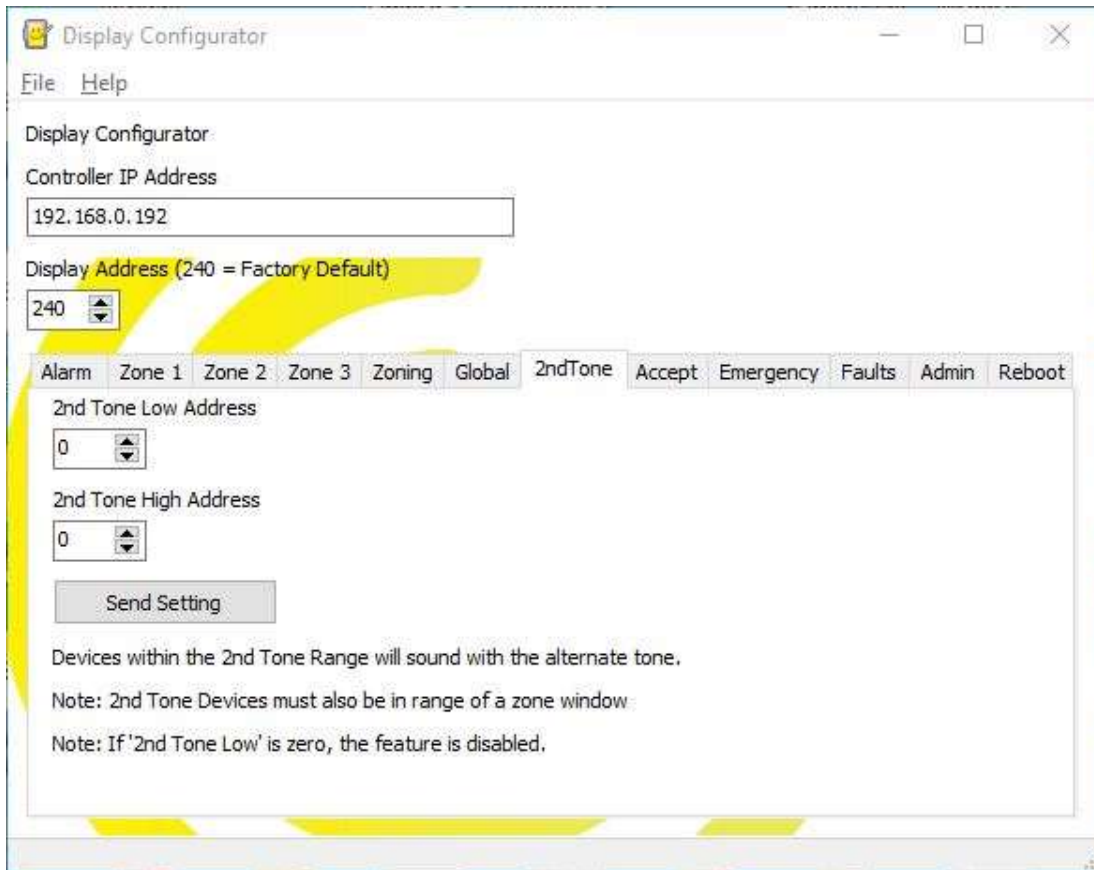 Display Configurator
File Help
Display Configurator
Controller IP Address
192.168.0.192
Display Address (240 = Factory Default)
240
Alarm Zone 1 Zone 2 Zone 3 Zoning Global 2ndTone Accept Emergency Faults Admin Reboot
2nd Tone Low Address
0
2nd Tone High Address
0
Send Setting
Devices within the 2nd Tone Range will sound with the alternate tone.
Note: 2nd Tone Devices must also be in range of a zone window
Note: If '2nd Tone Low' is zero, the feature is disabled.